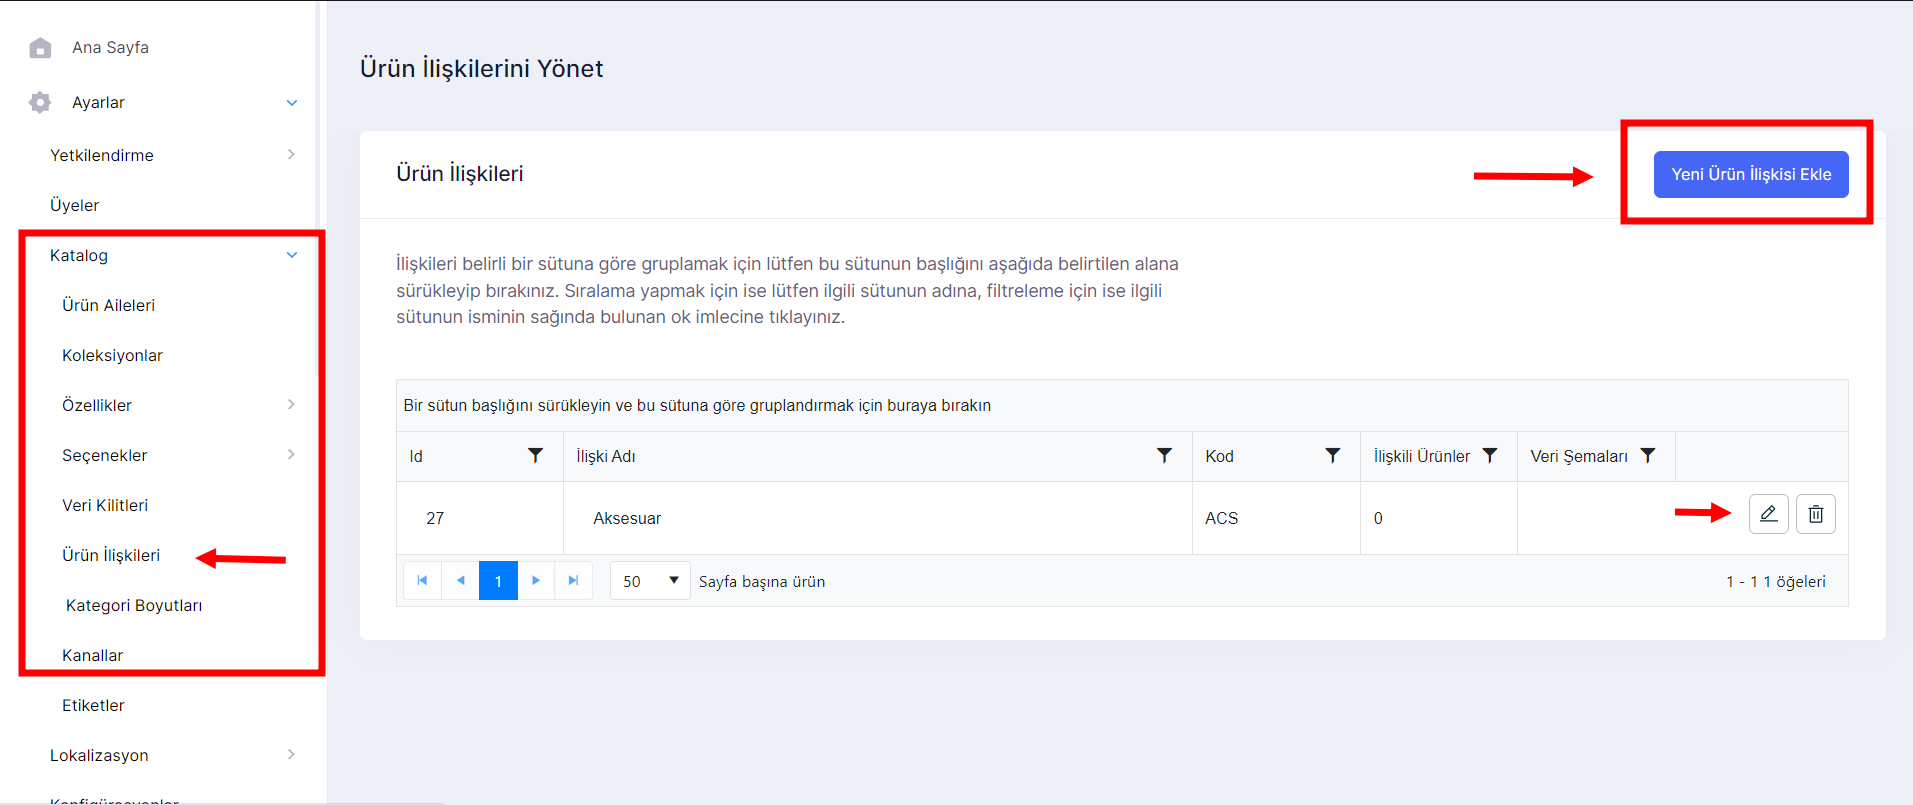 Ana Sayfa
Ayarlar
Yetkilendirme
Üyeler
Katalog
Ürün Aileleri
Koleksiyonlar
Özellikler
Seçenekler
Veri Kilitleri
Ürün İlişkileri
Kategori Boyutları
Kanallar
Etiketler
Lokalizasyon
Konfigürasyonlar
Ürün İlişkilerini Yönet
Ürün İlişkileri
Yeni Ürün İlişkisi Ekle
İlişkileri belirli bir sütuna göre gruplamak için lütfen bu sütunun başlığını aşağıda belirtilen alana
sürükleyip bırakınız. Sıralama yapmak için ise lütfen ilgili sütunun adına, filtreleme için ise ilgili
sütunun isminin sağında bulunan ok imlecine tıklayınız.
Bir sütun başlığını sürükleyin ve bu sütuna göre gruplandırmak için buraya bırakın
Id İlişki Adı Kod İlişkili Ürünler Veri Şemaları
27 Aksesuar ACS 0
1 50 Sayfa başına ürün 1 - 1 1 öğeleri